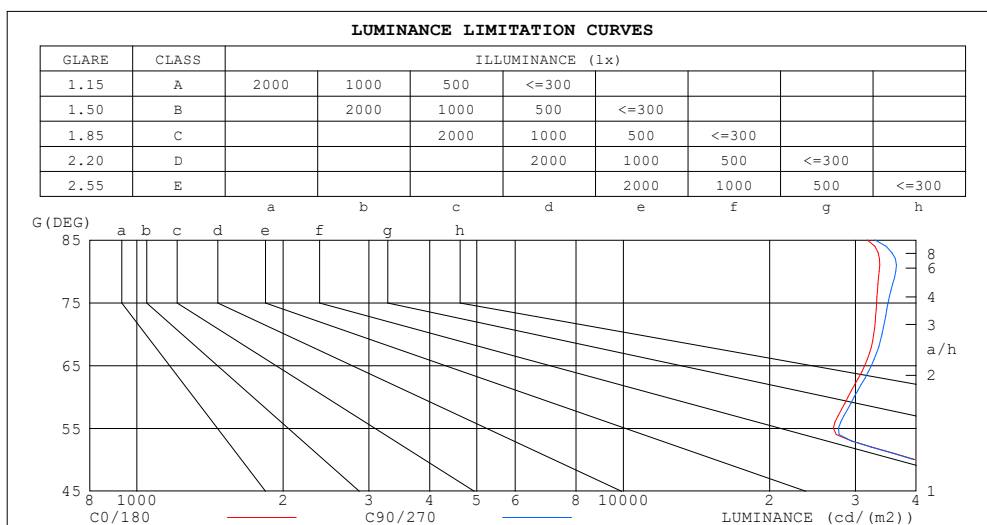 LUMINANCE LIMITATION CURVES
GLARE CLASS ILLUMINANCE (lx)
1.15 A 2000 1000 500 <=300
1.50 B 2000 1000 500 <=300
1.85 C 2000 1000 500 <=300
2.20 D 2000 1000 500 <=300
2.55 E 2000 1000 500 <=300
a b c d e f g h
G(DEG)
a b c d e f g h
85
8
6
75 4
3
a/h
65 2
55
45 1
8 1000 2 3 4 5 6 8 10000 2 3 4
C0/180 C90/270 LUMINANCE (cd/(m2))